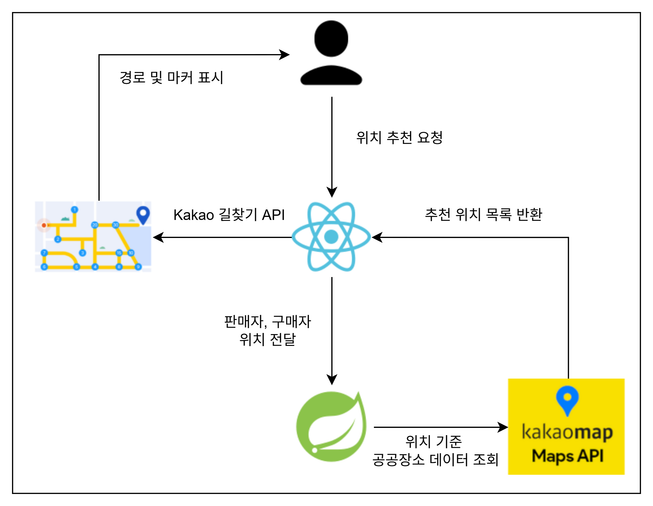 경로 및 마커 표시
위치 추천 요청
Kakao 길찾기 API
추천 위치 목록 반환
판매자, 구매자
위치 전달
위치 기준
공공장소 데이터 조회
kakaomap
Maps API